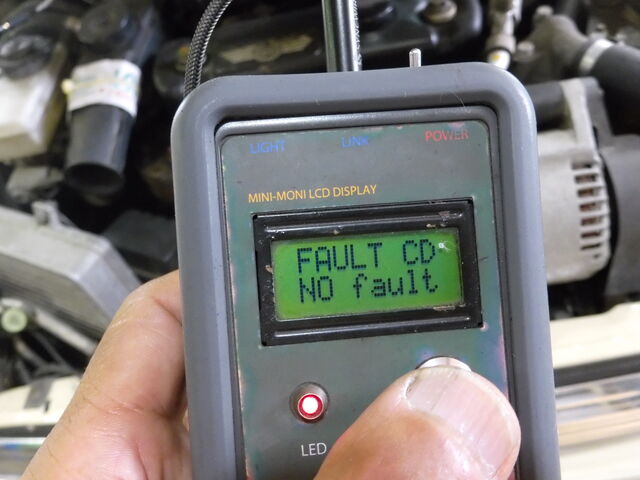 LIGHT LINK POWER
MINI-MONI LCD DISPLAY
FAULT CD
NO fault
LED